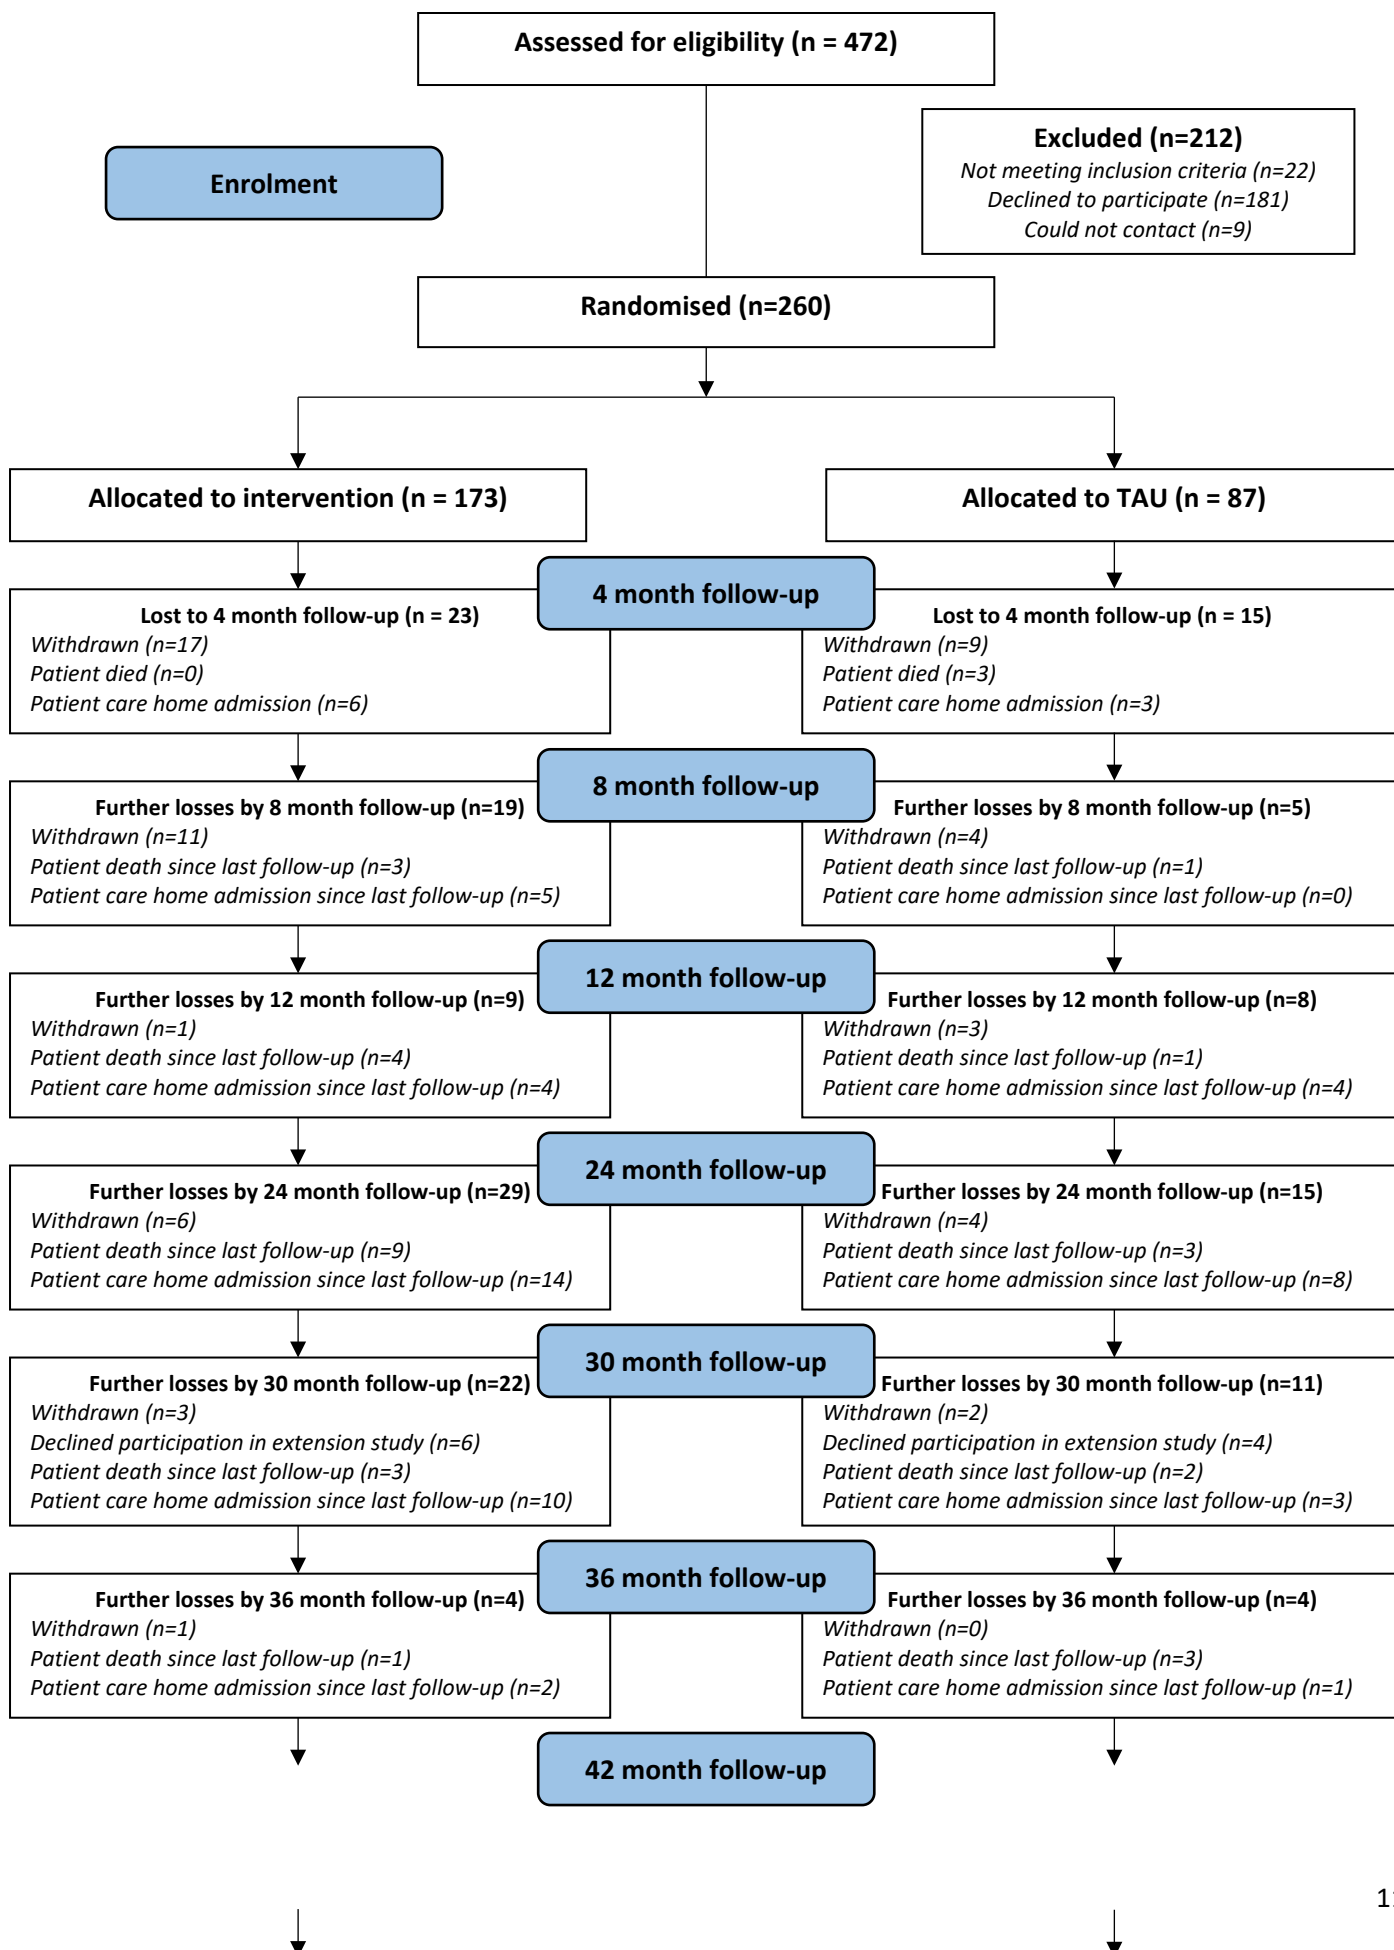 Assessed for eligibility (n = 472)
Excluded (n=212)
Not meeting inclusion criteria (n=22)
Declined to participate (n=181)
Could not contact (n=9)
Enrolment
Randomised (n=260)
Allocated to intervention (n = 173)
Allocated to TAU (n = 87)
4 month follow-up
Lost to 4 month follow-up (n = 23)
Withdrawn (n=17)
Patient died (n=0)
Patient care home admission (n=6)
Lost to 4 month follow-up (n = 15)
Withdrawn (n=9)
Patient died (n=3)
Patient care home admission (n=3)
8 month follow-up
Further losses by 8 month follow-up (n=19)
Withdrawn (n=11)
Patient death since last follow-up (n=3)
Patient care home admission since last follow-up (n=5)
Further losses by 8 month follow-up (n=5)
Withdrawn (n=4)
Patient death since last follow-up (n=1)
Patient care home admission since last follow-up (n=0)
12 month follow-up
Further losses by 12 month follow-up (n=9)
Withdrawn (n=1)
Patient death since last follow-up (n=4)
Patient care home admission since last follow-up (n=4)
Further losses by 12 month follow-up (n=8)
Withdrawn (n=3)
Patient death since last follow-up (n=1)
Patient care home admission since last follow-up (n=4)
24 month follow-up
Further losses by 24 month follow-up (n=29)
Withdrawn (n=6)
Patient death since last follow-up (n=9)
Patient care home admission since last follow-up (n=14)
Further losses by 24 month follow-up (n=15)
Withdrawn (n=4)
Patient death since last follow-up (n=3)
Patient care home admission since last follow-up (n=8)
30 month follow-up
Further losses by 30 month follow-up (n=22)
Withdrawn (n=3)
Declined participation in extension study (n=6)
Patient death since last follow-up (n=3)
Patient care home admission since last follow-up (n=10)
Further losses by 30 month follow-up (n=11)
Withdrawn (n=2)
Declined participation in extension study (n=4)
Patient death since last follow-up (n=2)
Patient care home admission since last follow-up (n=3)
36 month follow-up
Further losses by 36 month follow-up (n=4)
Withdrawn (n=1)
Patient death since last follow-up (n=1)
Patient care home admission since last follow-up (n=2)
Further losses by 36 month follow-up (n=4)
Withdrawn (n=0)
Patient death since last follow-up (n=3)
Patient care home admission since last follow-up (n=1)
42 month follow-up